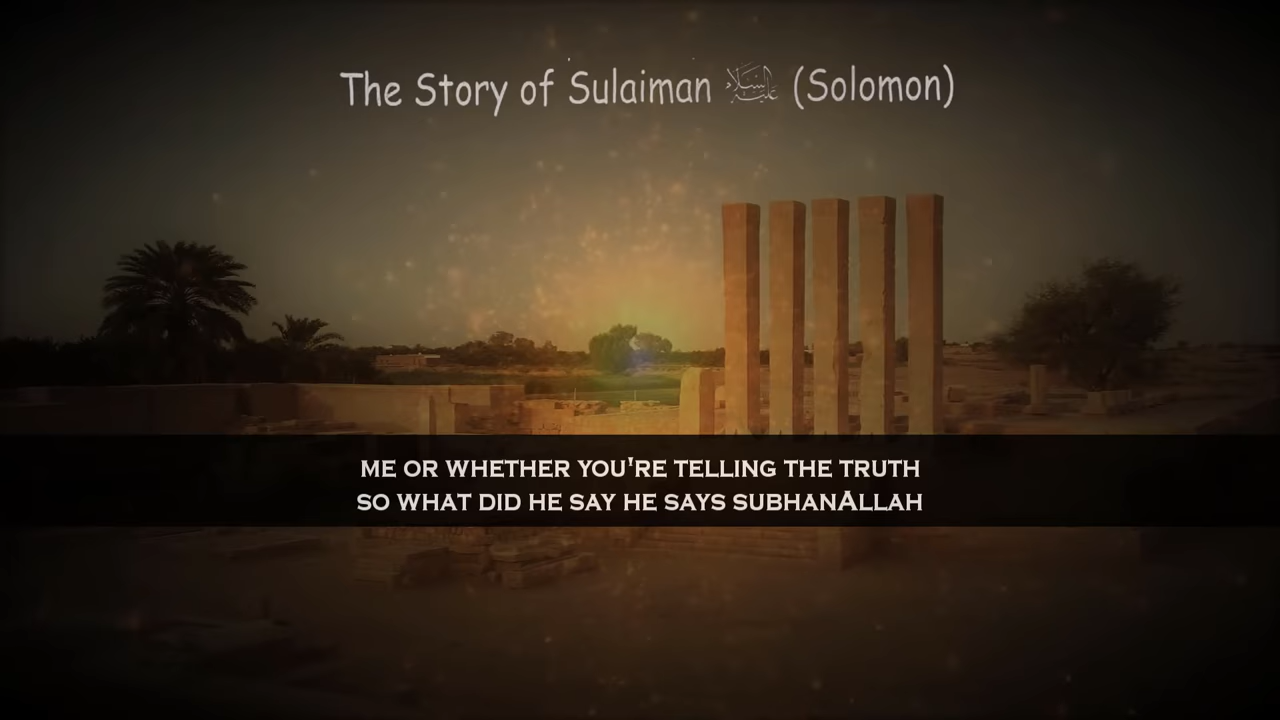 The Story of Sulaiman عليه السلام (Solomon)
ME OR WHETHER YOU'RE TELLING THE TRUTH
SO WHAT DID HE SAY HE SAYS SUBHANALLAH